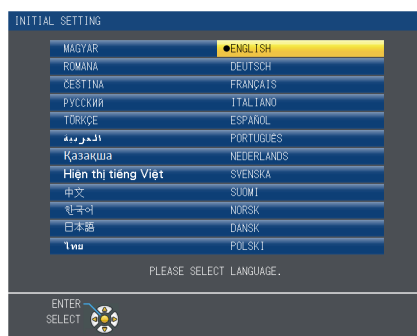 INITIAL SETTING
MAGYAR ●ENGLISH
ROMANA DEUTSCH
ČEŠTINA FRANÇAIS
РУССКИЙ ITALIANO
TÜRKÇE ESPAÑOL
العربية PORTUGUÊS
Қазақша NEDERLANDS
Hiện thị tiếng Việt SVENSKA
中文 SUOMI
한국어 NORSK
日本語 DANSK
ไทย POLSKI
PLEASE SELECT LANGUAGE.
ENTER
SELECT